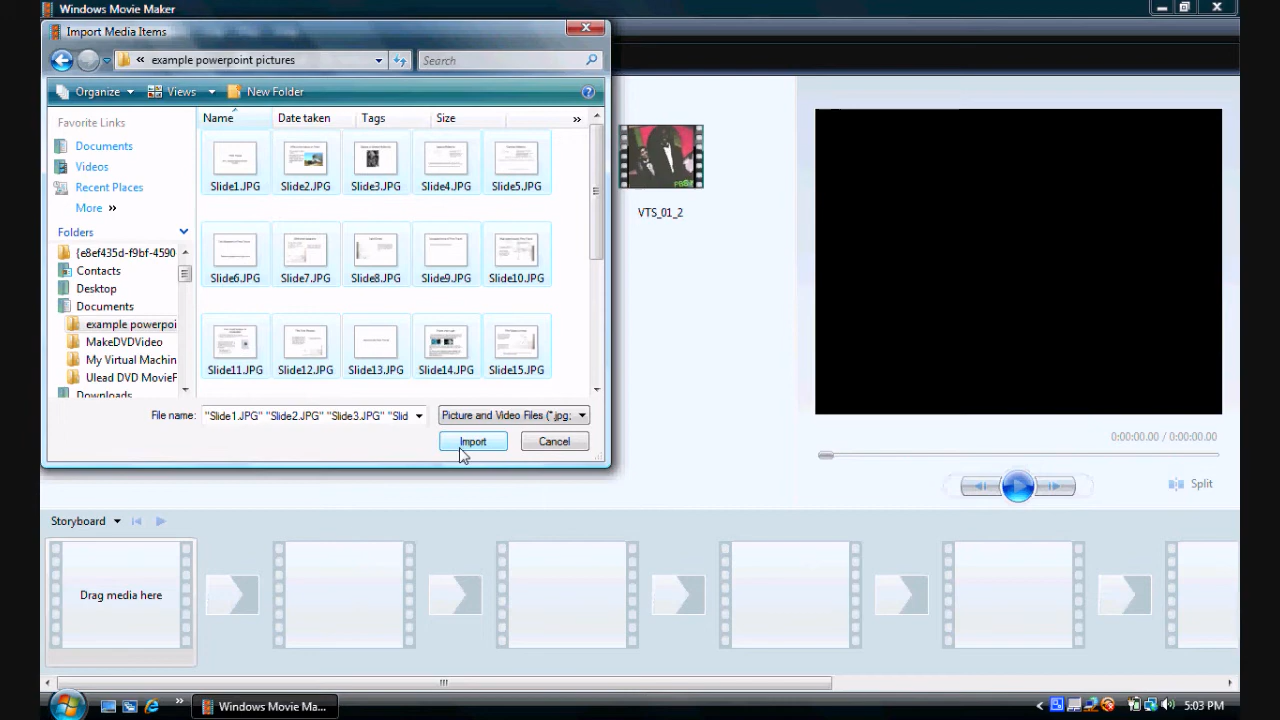 Windows Movie Maker
Import Media Items
« example powerpoint pictures
Search
Organize Views New Folder
Favorite Links
Documents
Videos
Recent Places
More »
Folders
{e8ef435d-f9bf-4590
Contacts
Desktop
Documents
example powerpoi
MakeDVDVideo
My Virtual Machin
Ulead DVD MovieF
Downloads
Name Date taken Tags Size »
Slide1.JPG Slide2.JPG Slide3.JPG Slide4.JPG Slide5.JPG
Slide6.JPG Slide7.JPG Slide8.JPG Slide9.JPG Slide10.JPG
Slide11.JPG Slide12.JPG Slide13.JPG Slide14.JPG Slide15.JPG
File name: "Slide1.JPG" "Slide2.JPG" "Slide3.JPG" "Slid
Picture and Video Files (*.jpg;
Import Cancel
PBS
VTS_01_2
0:00:00.00 / 0:00:00.00
Split
Storyboard
Drag media here
Windows Movie Ma...
5:03 PM